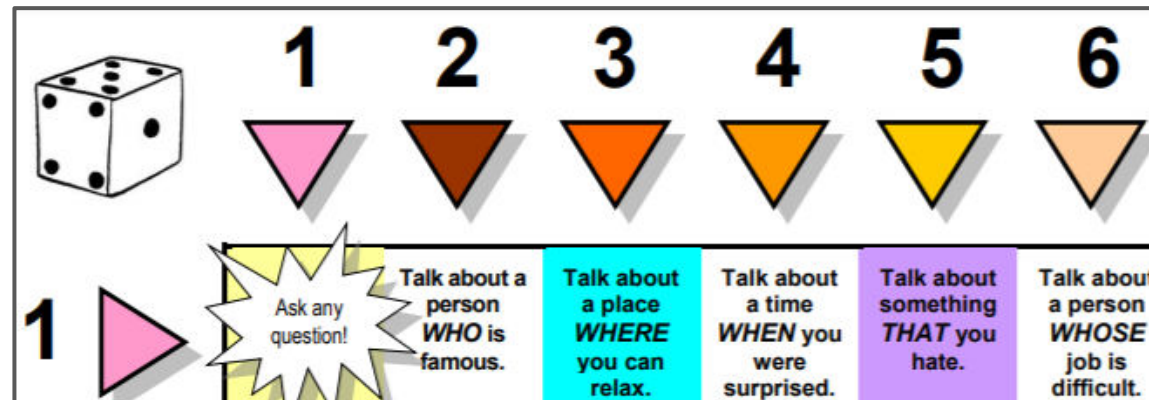 1 2 3 4 5 6
1
Ask any
question!
Talk about a
person
WHO is
famous.
Talk about
a place
WHERE
you can
relax.
Talk about
a time
WHEN you
were
surprised.
Talk about
something
THAT you
hate.
Talk about
a person
WHOSE
job is
difficult.